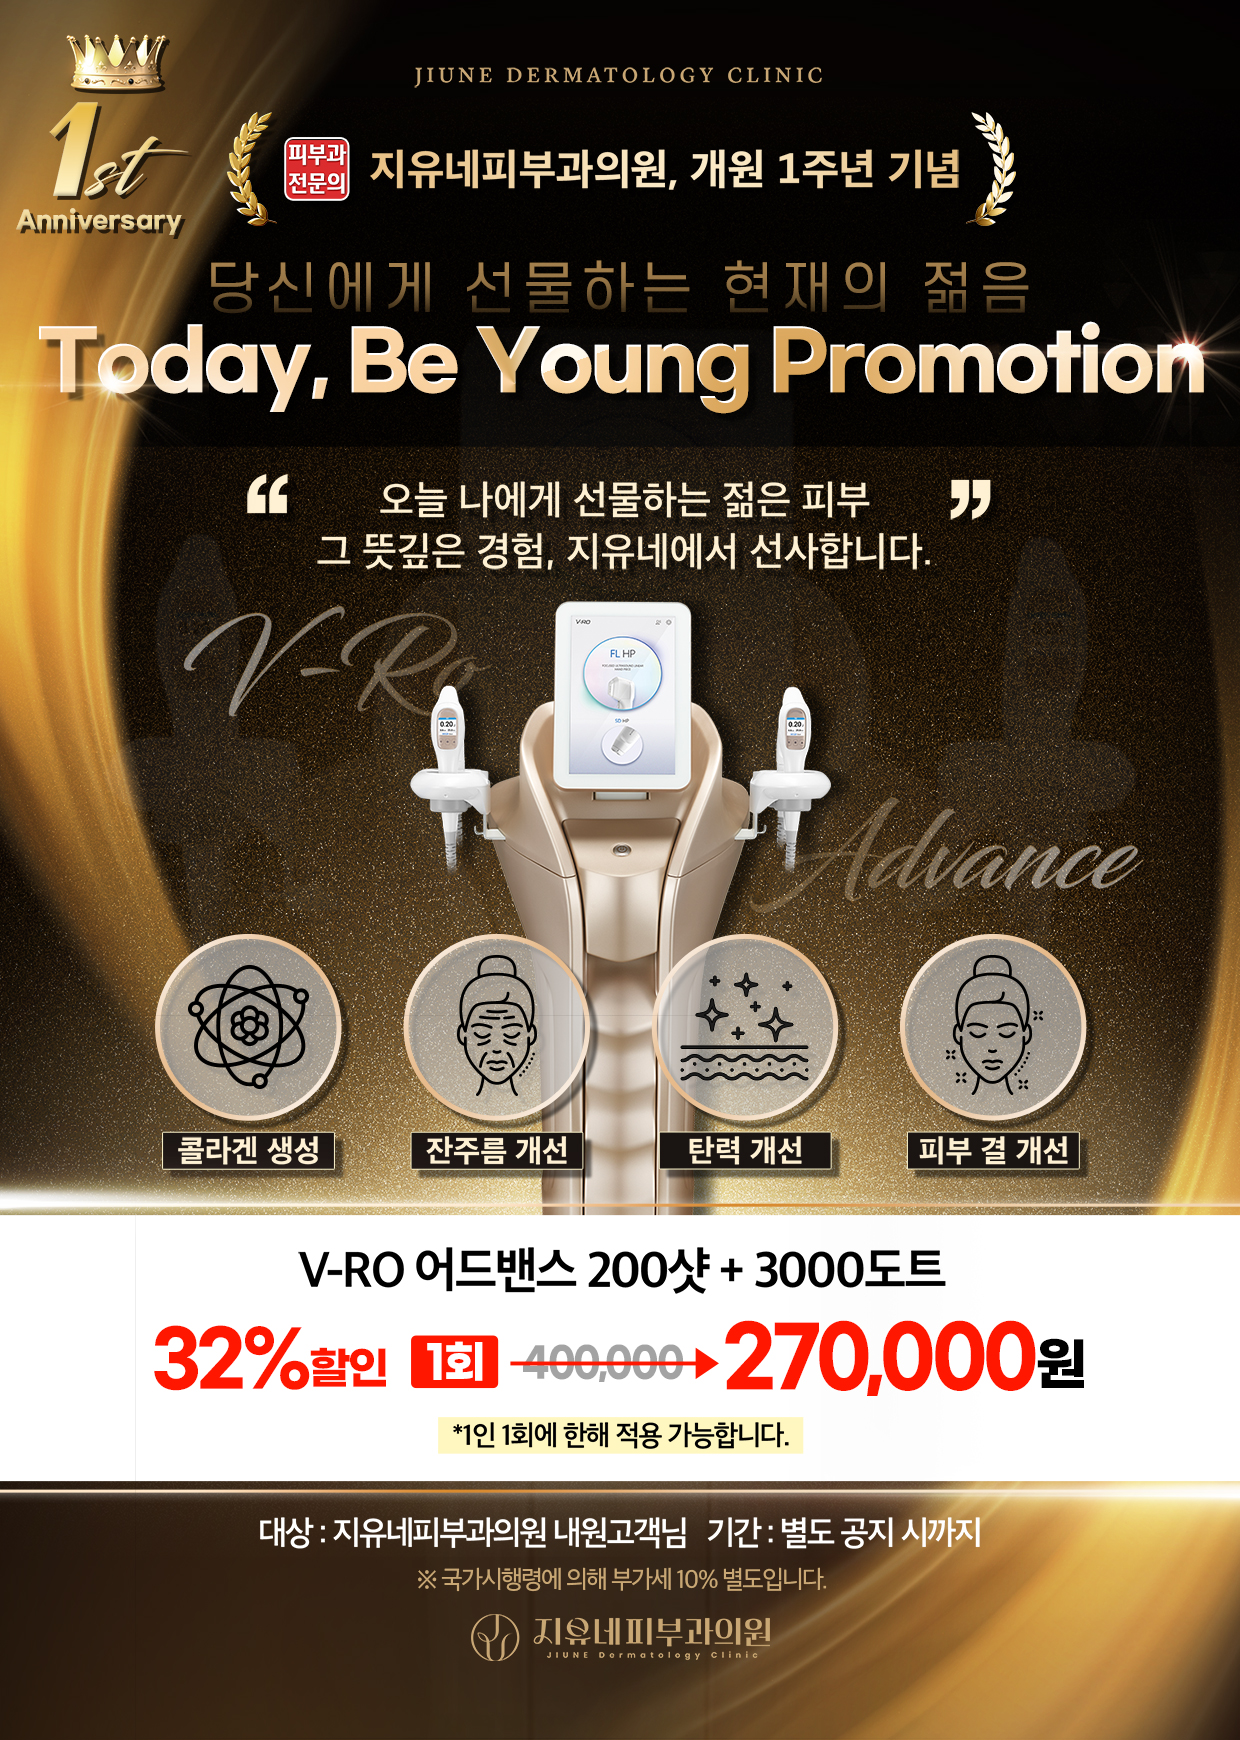 JIUNE DERMATOLOGY CLINIC
1st
Anniversary
피부과
전문의
지유네피부과의원, 개원 1주년 기념
당신에게 선물하는 현재의 젊음
Today, Be Young Promotion
“ 오늘 나에게 선물하는 젊은 피부 ”
그 뜻깊은 경험, 지유네에서 선사합니다.
V-Ro
V-RO
FL HP
SD HP
0.20
0.20
Advance
콜라겐 생성
잔주름 개선
탄력 개선
피부 결 개선
V-RO 어드밴스 200샷 + 3000도트
32%할인 1회 400,000 270,000원
*1인 1회에 한해 적용 가능합니다.
대상 : 지유네피부과의원 내원고객님 기간 : 별도 공지 시까지
※ 국가시행령에 의해 부가세 10% 별도입니다.
지유네피부과의원
JIUNE Dermatology Clinic